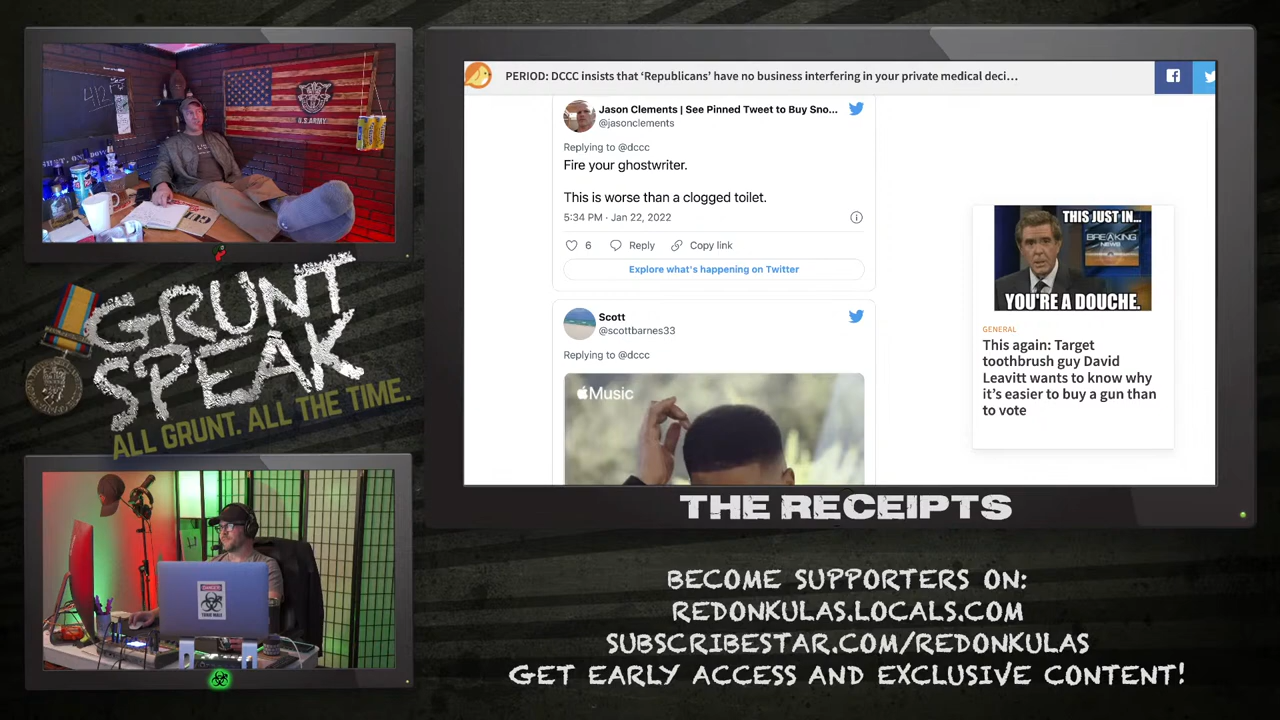 U.S. ARMY
GRUNT
SPEAK
ALL GRUNT. ALL THE TIME.
PERIOD: DCCC insists that ‘Republicans’ have no business interfering in your private medical deci…
Jason Clements | See Pinned Tweet to Buy Sno...
@jasonclements
Replying to @dccc
Fire your ghostwriter.
This is worse than a clogged toilet.
5:34 PM · Jan 22, 2022
6 Reply Copy link
Explore what's happening on Twitter
Scott
@scottbarnes33
Replying to @dccc
Music
THIS JUST IN...
BREAKING
NEWS
YOU'RE A DOUCHE.
GENERAL
This again: Target
toothbrush guy David
Leavitt wants to know why
it’s easier to buy a gun than
to vote
THE RECEIPTS
BECOME SUPPORTERS ON:
REDONKULAS.LOCALS.COM
SUBSCRIBESTAR.COM/REDONKULAS
GET EARLY ACCESS AND EXCLUSIVE CONTENT!